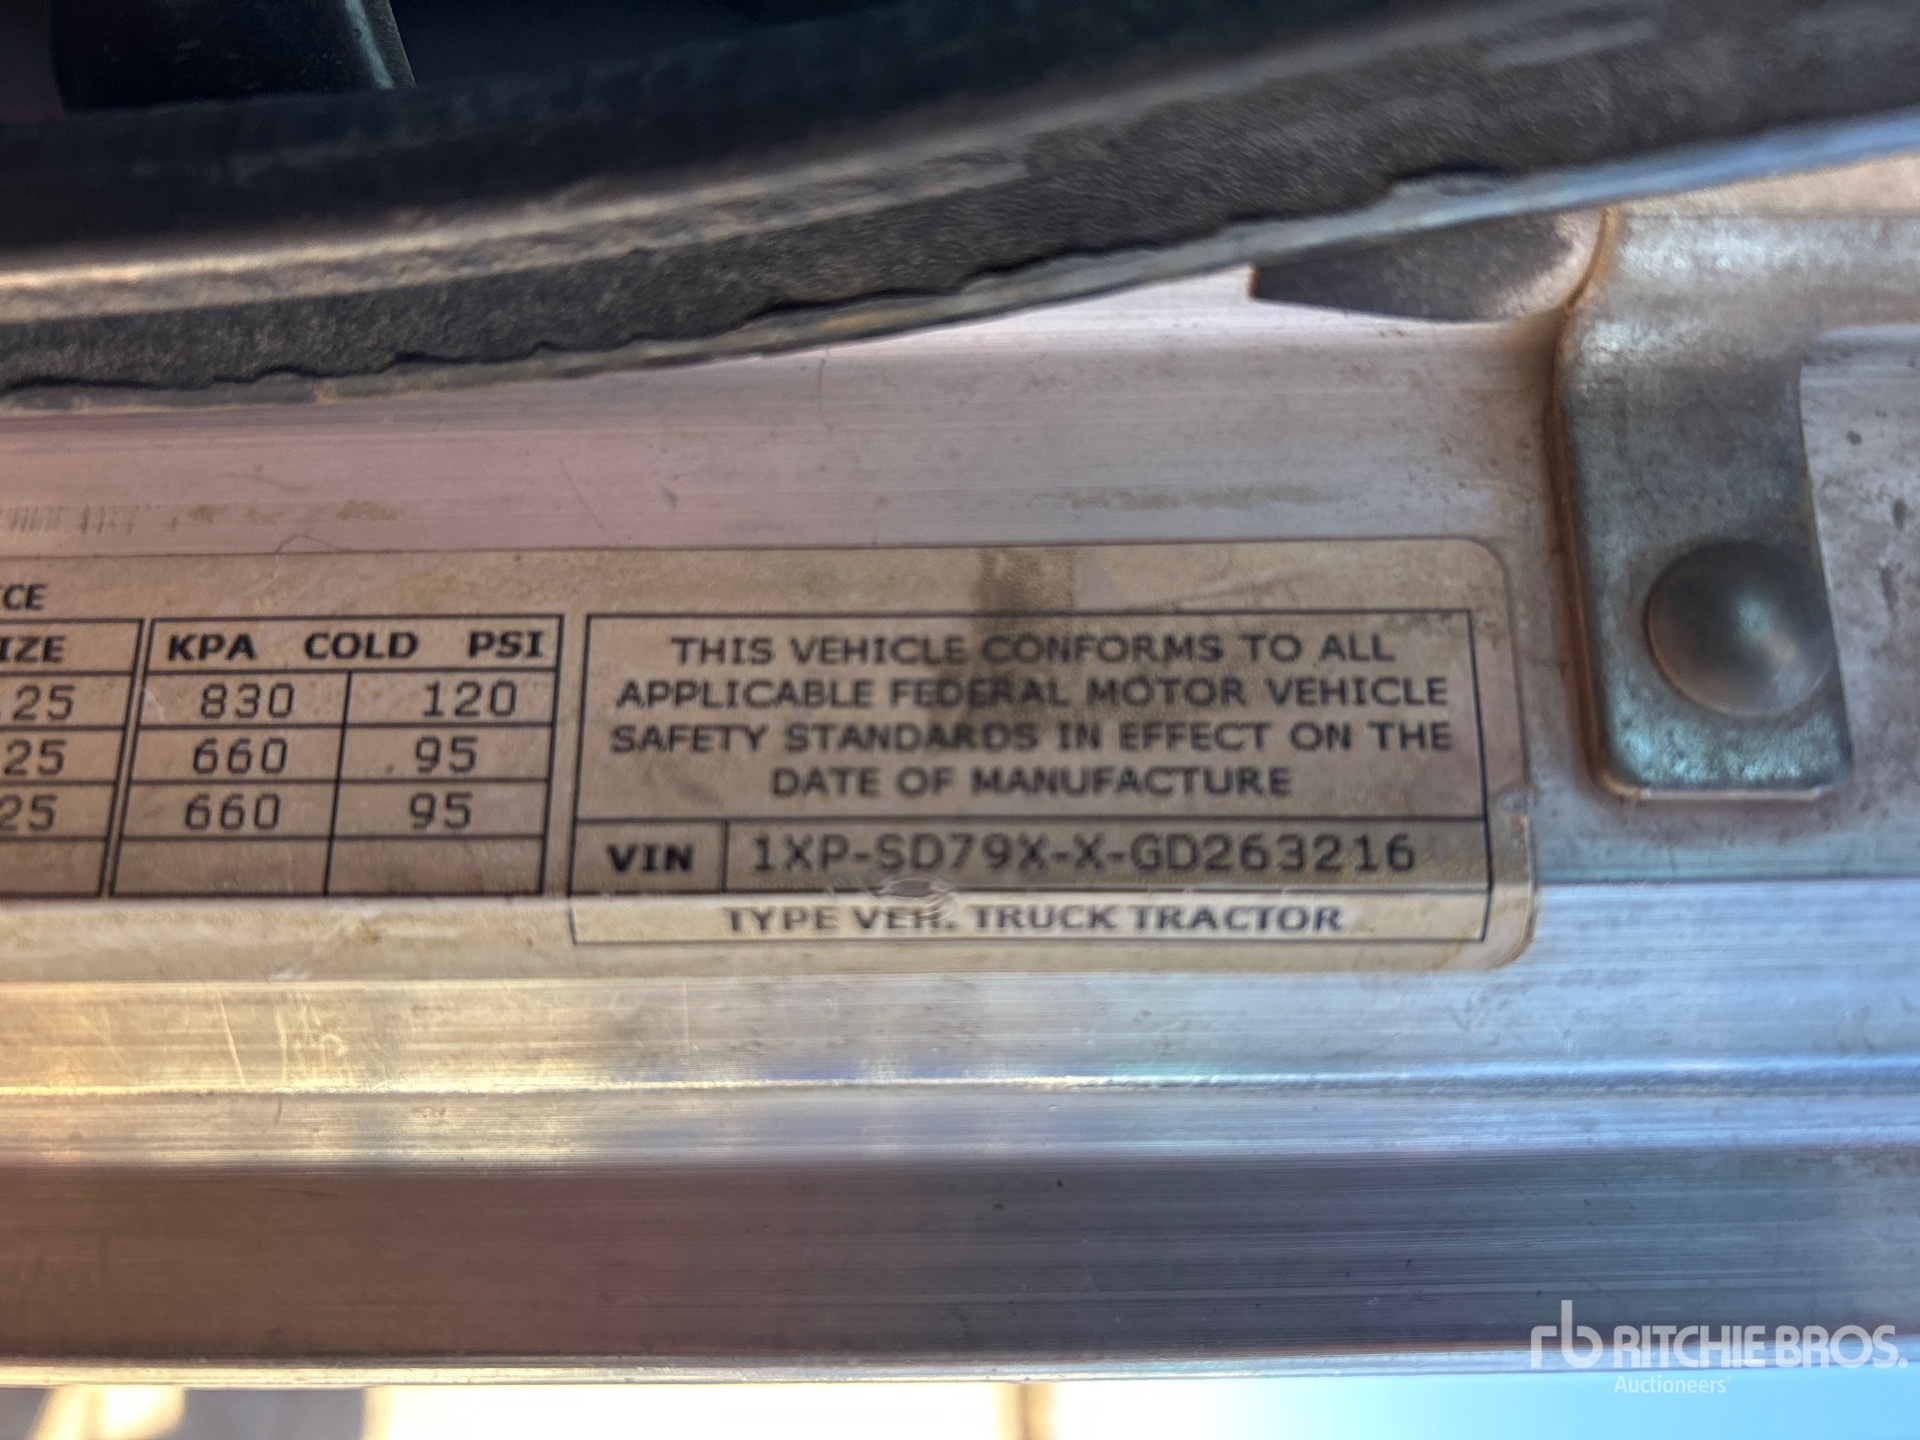 ICE
IZE
KPA COLD PSI
.25 830 120
25 660 95
25 660 95
THIS VEHICLE CONFORMS TO ALL
APPLICABLE FEDERAL MOTOR VEHICLE
SAFETY STANDARDS IN EFFECT ON THE
DATE OF MANUFACTURE
VIN 1XP-SD79X-X-GD263216
TYPE VEH. TRUCK TRACTOR
rb RITCHIE BROS.
Auctioneers